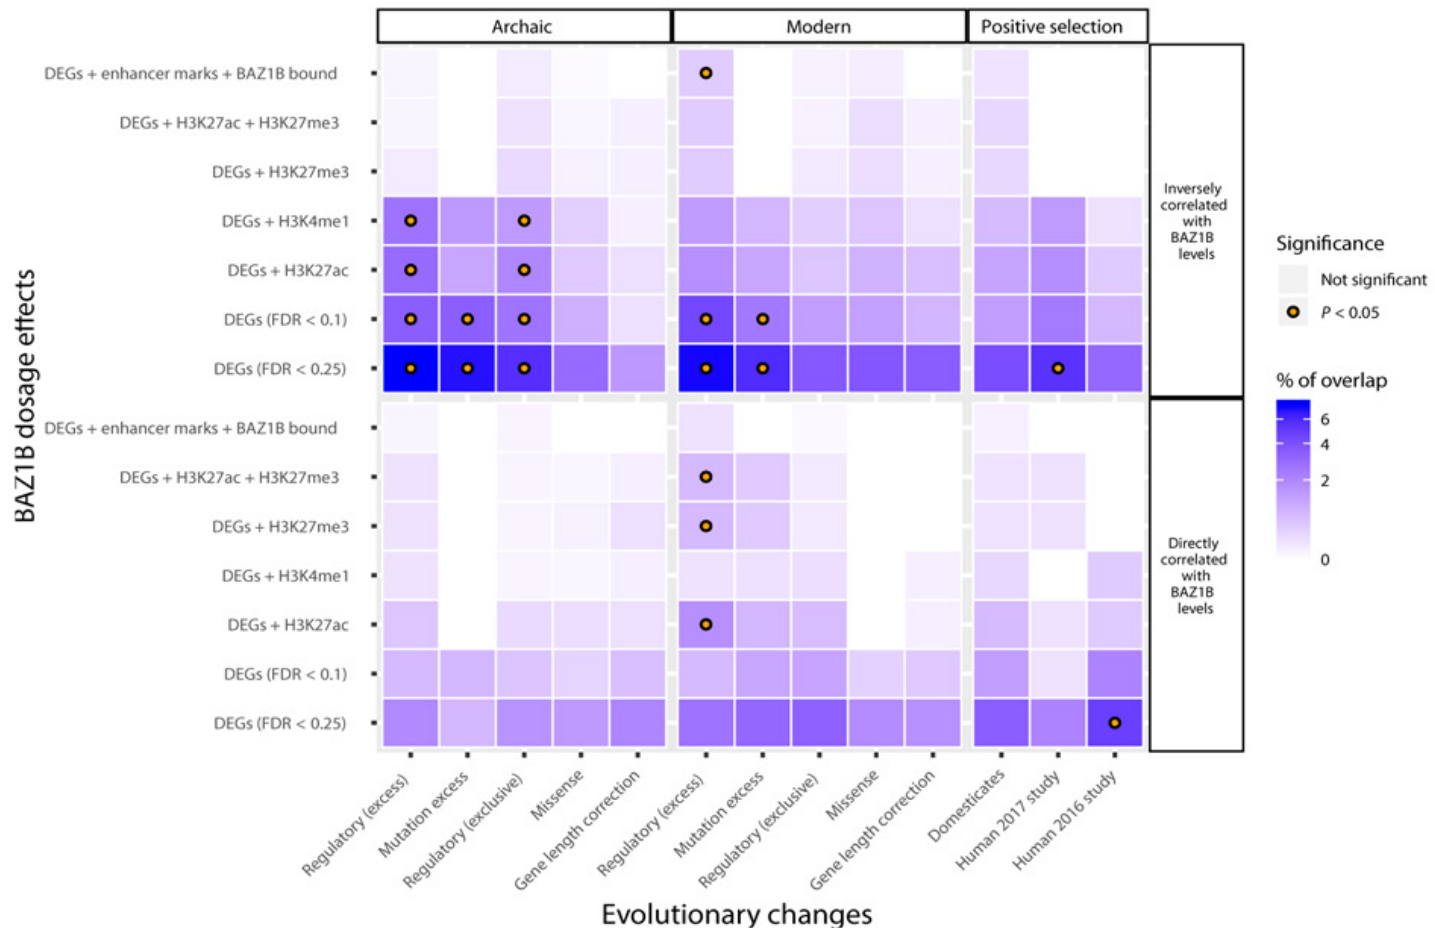 Archaic
Modern
Positive selection
BAZ1B dosage effects
DEGs + enhancer marks + BAZ1B bound
DEGs + H3K27ac + H3K27me3
DEGs + H3K27me3
DEGs + H3K4me1
DEGs + H3K27ac
DEGs (FDR < 0.1)
DEGs (FDR < 0.25)
Inversely
correlated
with
BAZ1B
levels
DEGs + enhancer marks + BAZ1B bound
DEGs + H3K27ac + H3K27me3
DEGs + H3K27me3
DEGs + H3K4me1
DEGs + H3K27ac
DEGs (FDR < 0.1)
DEGs (FDR < 0.25)
Directly
correlated
with
BAZ1B
levels
Significance
Not significant
P < 0.05
% of overlap
6
4
2
0
Regulatory (excess)
Mutation excess
Regulatory (exclusive)
Missense
Gene length correction
Regulatory (excess)
Mutation excess
Regulatory (exclusive)
Missense
Gene length correction
Domesticates
Human 2017 study
Human 2016 study
Evolutionary changes